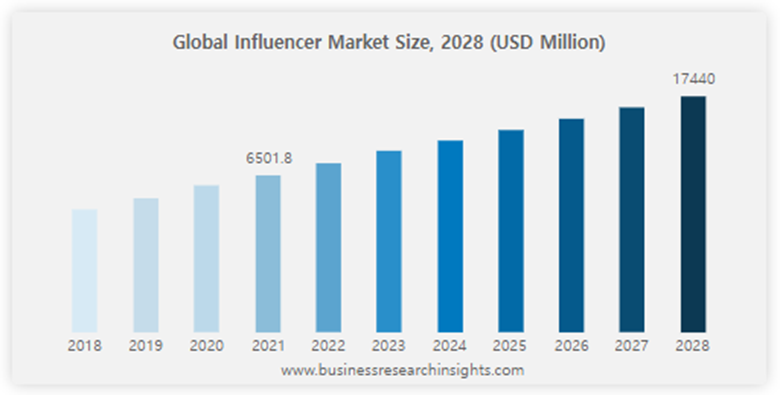 Global Influencer Market Size, 2028 (USD Million)
17440
6501.8
2018 2019 2020 2021 2022 2023 2024 2025 2026 2027 2028
www.businessresearchinsights.com